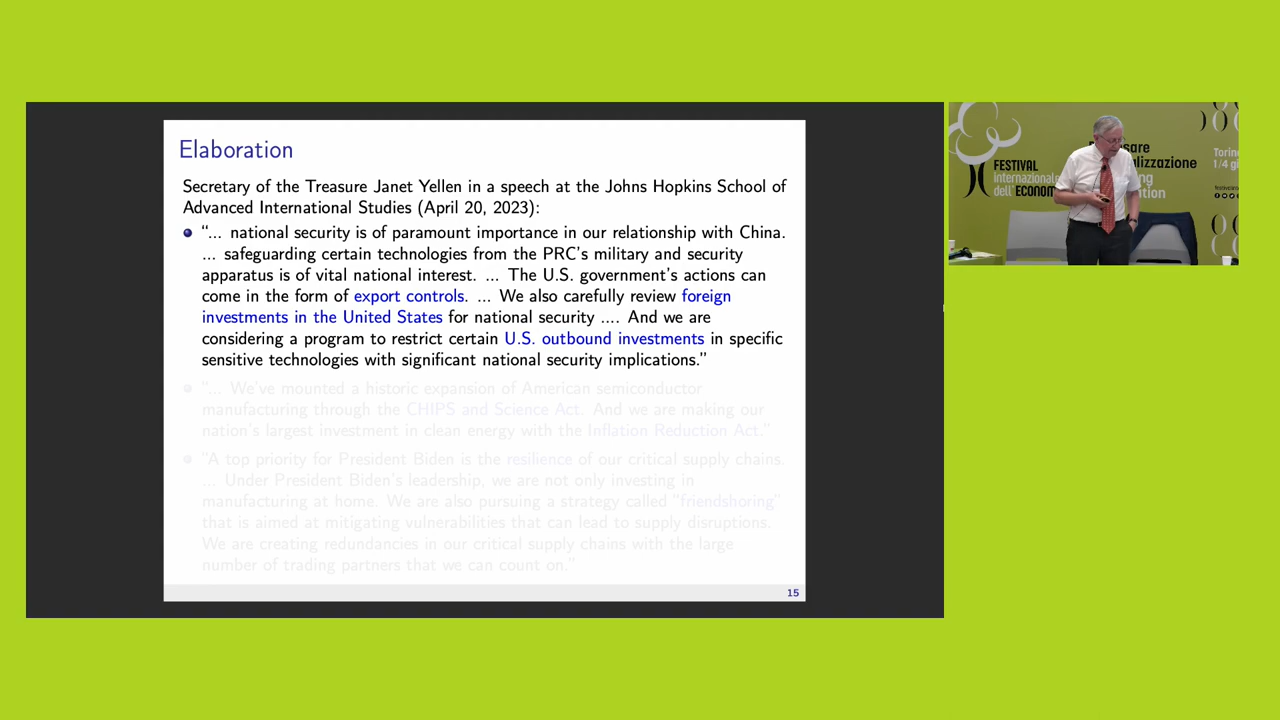 Elaboration
Secretary of the Treasure Janet Yellen in a speech at the Johns Hopkins School of
Advanced International Studies (April 20, 2023):
“... national security is of paramount importance in our relationship with China.
... safeguarding certain technologies from the PRC’s military and security
apparatus is of vital national interest. ... The U.S. government’s actions can
come in the form of export controls. ... We also carefully review foreign
investments in the United States for national security .... And we are
considering a program to restrict certain U.S. outbound investments in specific
sensitive technologies with significant national security implications.”
“... We’ve mounted a historic expansion of American semiconductor
manufacturing through the CHIPS and Science Act. And we are making our
nation’s largest investment in clean energy with the Inflation Reduction Act.”
“A top priority for President Biden is the resilience of our critical supply chains.
... Under President Biden’s leadership, we are not only investing in
manufacturing at home. We are also pursuing a strategy called “friendshoring”
that is aimed at mitigating vulnerabilities that can lead to supply disruptions.
We are creating redundancies in our critical supply chains with the large
number of trading partners that we can count on.”
15
FESTIVAL
internazionale
dell’ECONOM